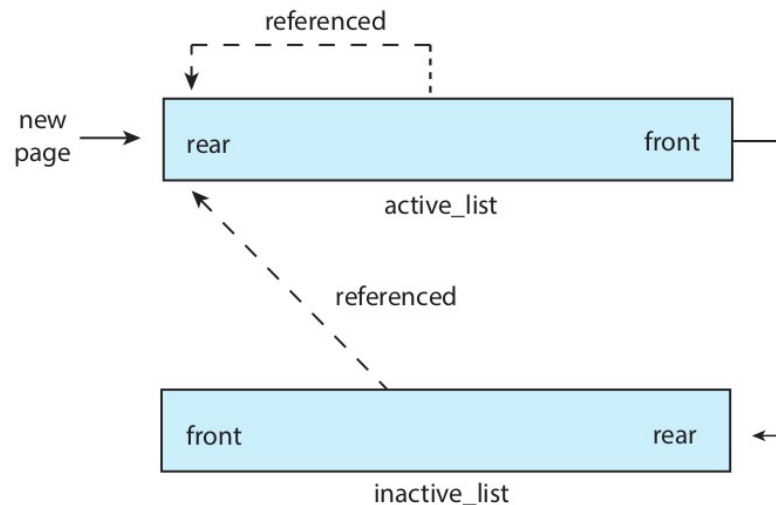 referenced
new
page
rear
front
active_list
referenced
front
rear
inactive_list